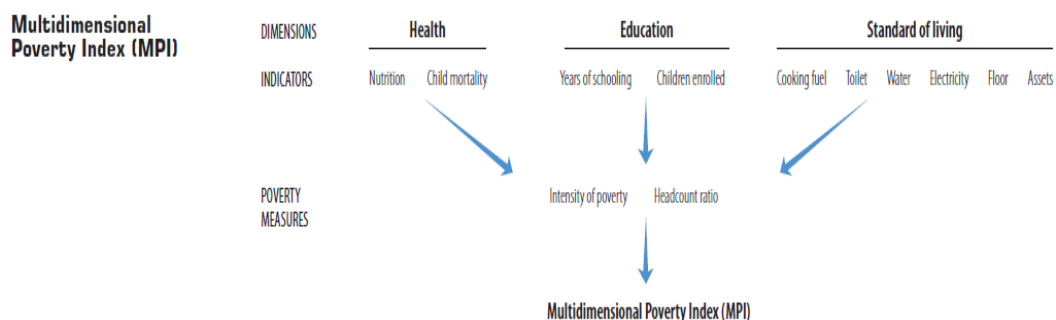 Multidimensional
Poverty Index (MPI)
DIMENSIONS Health Education Standard of living
INDICATORS Nutrition Child mortality Years of schooling Children enrolled Cooking fuel Toilet Water Electricity Floor Assets
POVERTY
MEASURES
Intensity of poverty Headcount ratio
Multidimensional Poverty Index (MPI)